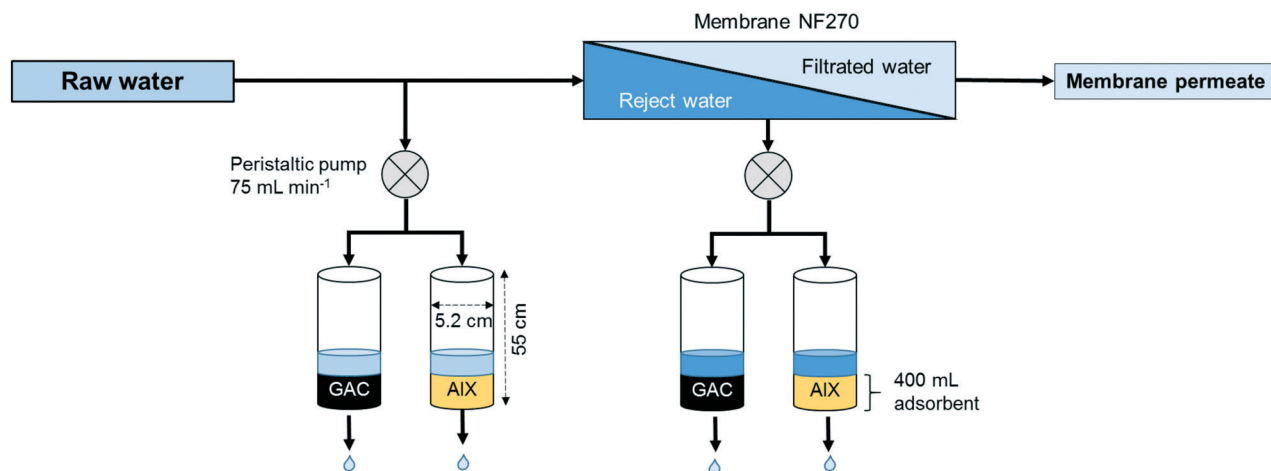 Membrane NF270
Raw water
Filtrated water
Reject water
Membrane permeate
Peristaltic pump
75 mL min⁻¹
5.2 cm
55 cm
GAC
AIX
GAC
AIX
400 mL
adsorbent